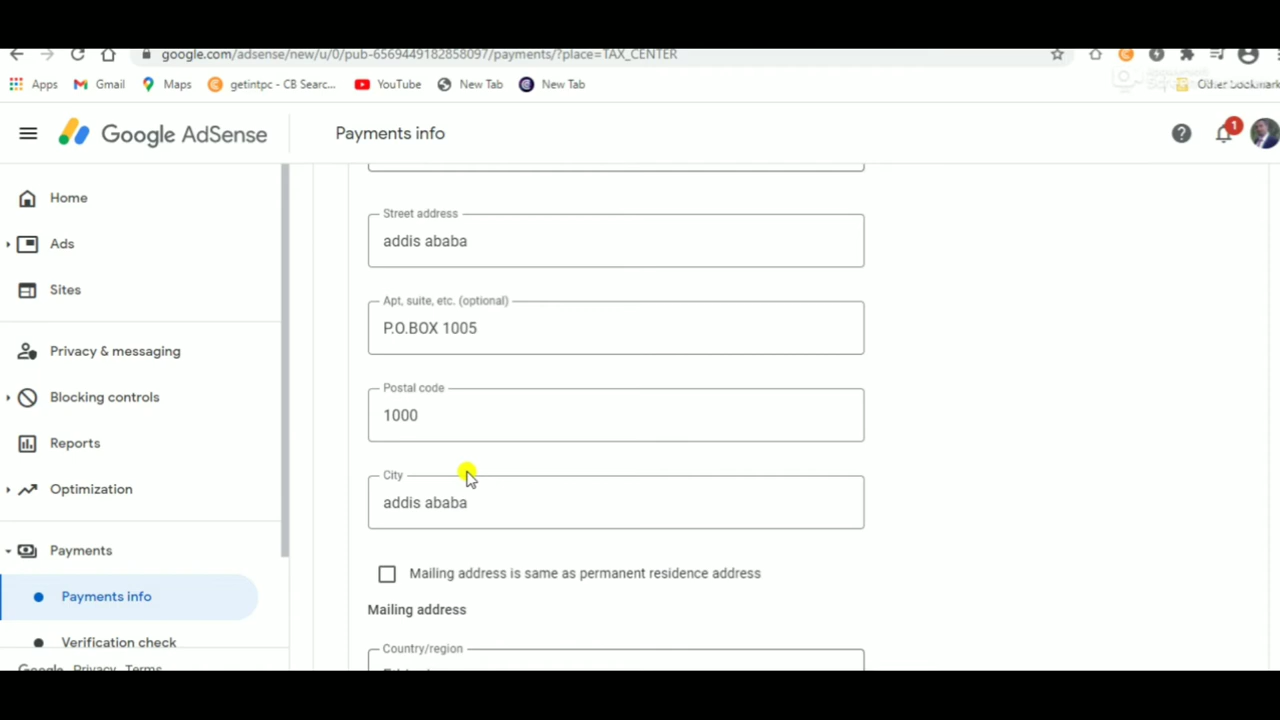 google.com/adsense/new/u/0/pub-6569449182858097/payments/?place=TAX_CENTER
Apps Gmail Maps getintpc - CB Searc... YouTube New Tab New Tab Other bookmark
Google AdSense Payments info 1
Home
Ads
Sites
Privacy & messaging
Blocking controls
Reports
Optimization
Payments
Payments info
Verification check
Google Privacy Terms
Street address
addis ababa
Apt, suite, etc. (optional)
P.O.BOX 1005
Postal code
1000
City
addis ababa
Mailing address is same as permanent residence address
Mailing address
Country/region